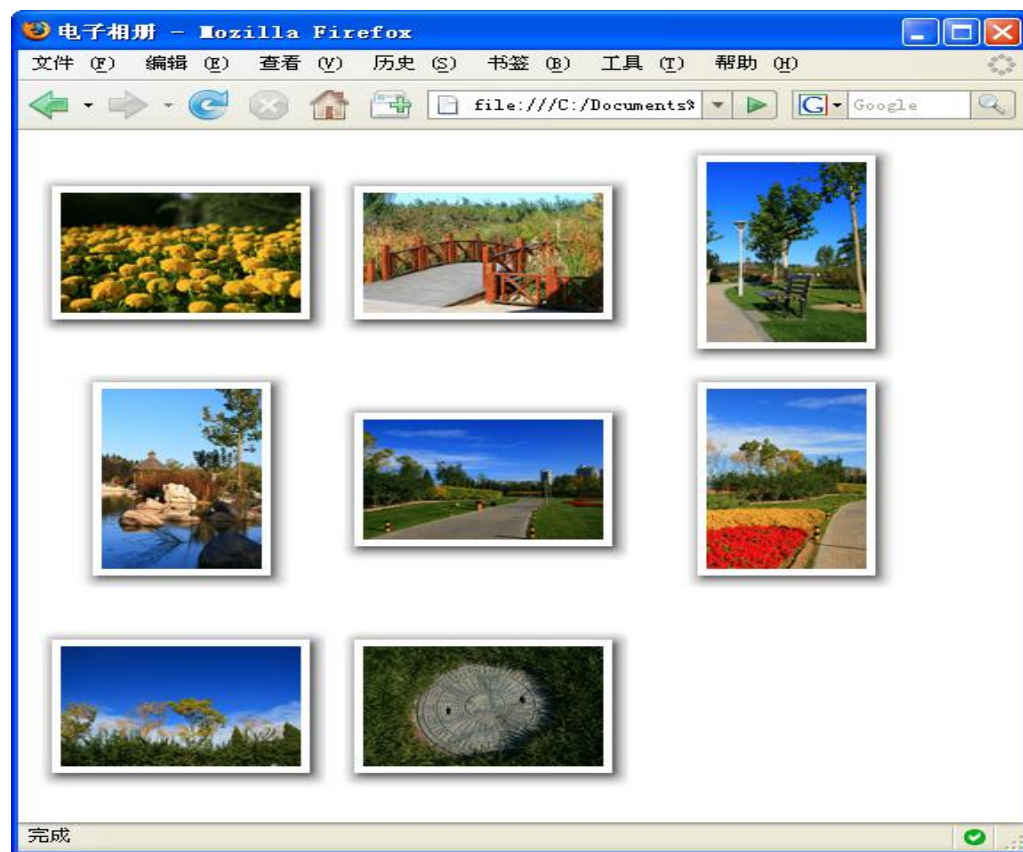 电子相册 - Mozilla Firefox
文件 (F) 编辑 (E) 查看 (V) 历史 (S) 书签 (B) 工具 (T) 帮助 (H)
file:///C:/Documents% G Google
完成